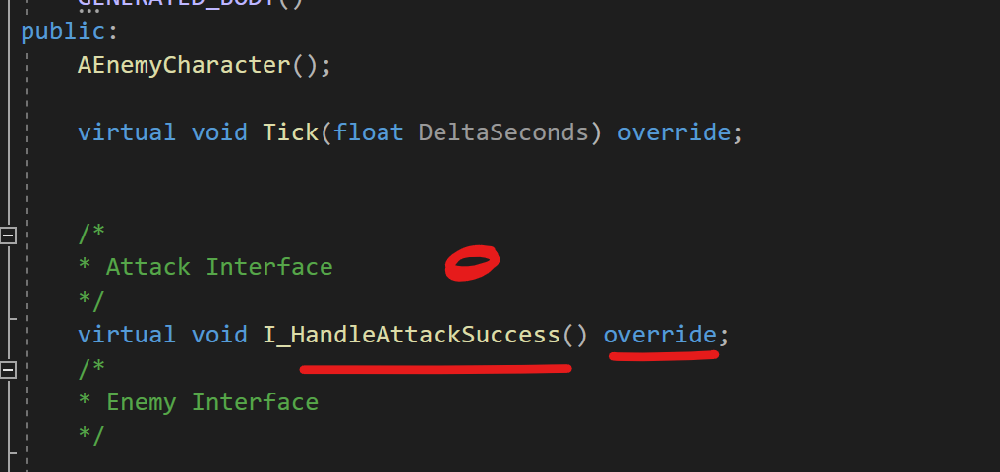 GENERATED_BODY()
public:
AEnemyCharacter();
virtual void Tick(float DeltaSeconds) override;
/*
* Attack Interface
*/
virtual void I_HandleAttackSuccess() override;
/*
* Enemy Interface
*/